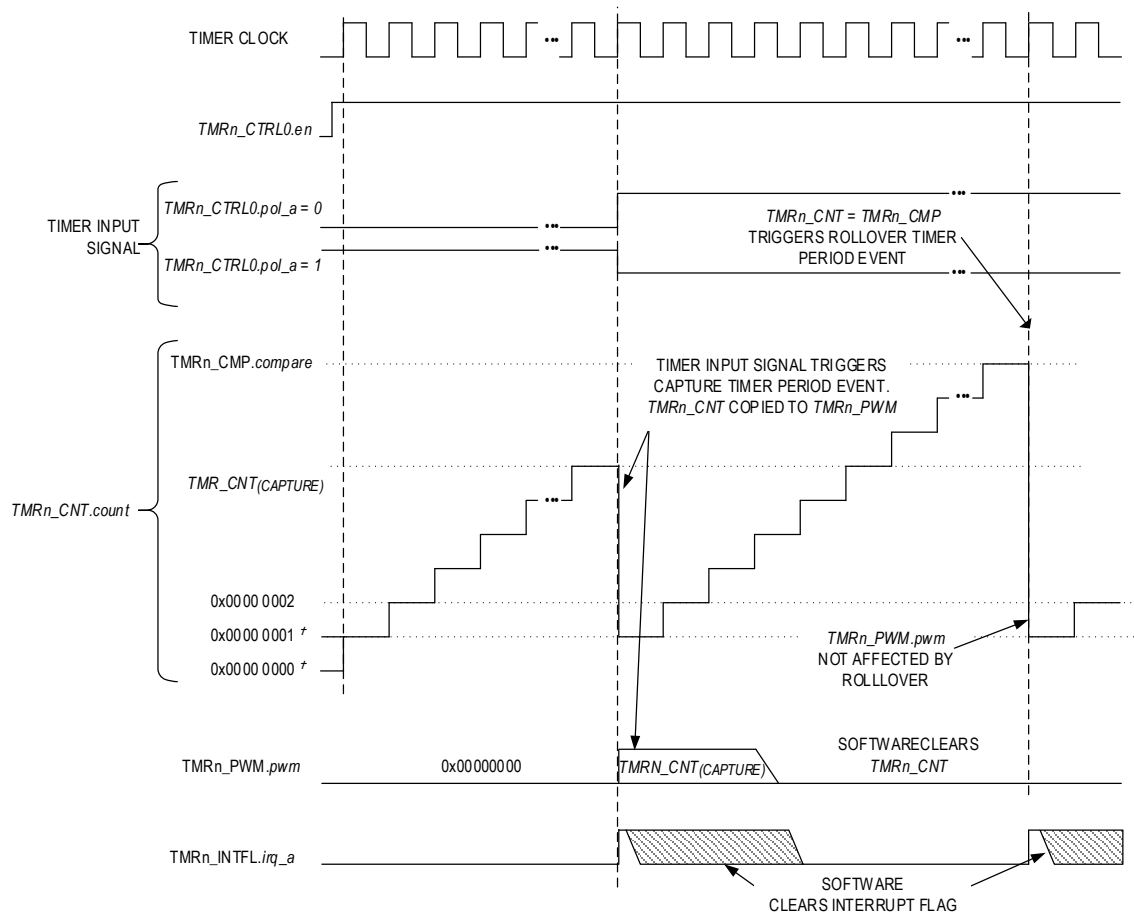 TIMER CLOCK
•••
•••
TMRn_CTRL0.en
TIMER INPUT
SIGNAL
TMRn_CTRL0.pol_a = 0
•••
•••
TMRn_CTRL0.pol_a = 1
•••
•••
TMRn_CNT = TMRn_CMP
TRIGGERS ROLLOVER TIMER
PERIOD EVENT
TMRn_CNT.count
TMRn_CMP.compare
TMR_CNT(CAPTURE)
•••
•••
0x0000 0002
0x0000 0001 †
0x0000 0000 †
TIMER INPUT SIGNAL TRIGGERS
CAPTURE TIMER PERIOD EVENT.
TMRn_CNT COPIED TO TMRn_PWM
TMRn_PWM.pwm
NOT AFFECTED BY
ROLLLOVER
TMRn_PWM.pwm
0x00000000
TMRN_CNT(CAPTURE)
SOFTWARECLEARS
TMRn_CNT
TMRn_INTFL.irq_a
SOFTWARE
CLEARS INTERRUPT FLAG